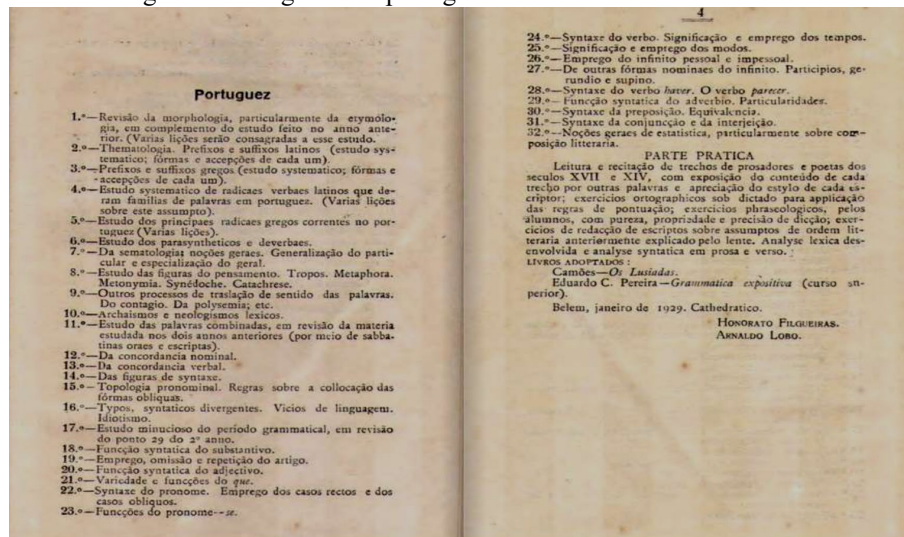 Portuguez
1.º—Revisão da morphologia, particularmente da etymólo-
gia, em complemento do estudo feito no anno ante-
rior. (Varias lições serão consagradas a esse estudo.
2.º—Thematologia. Prefixos e suffixos latinos (estudo sys-
tematico; fórmas e accepções de cada um).
3.º—Prefixos e suffixos gregos (estudo systematico; fórmas e
accepções de cada um).
4.º—Estudo systematico de radicaes verbaes latinos que de-
ram familias de palavras em portuguez. (Varias lições
sobre este assumpto).
5.º—Estudo dos principaes radicaes gregos correntes no por-
tuguez (Varias lições).
6.º—Estudo dos parasyntheticos e deverbaes.
7.º—Da sematologia; noções geraes. Generalização do parti-
cular e especialização do geral.
8.º—Estudo das figuras do pensamento. Tropos. Metaphora.
Metonymia. Synédoche. Catachrese.
9.º—Outros processos de traslação de sentido das palavras.
Do contagio. Da polysemia; etc.
10.º—Archaismos e neologismos lexicos.
11.º—Estudo das palavras combinadas, em revisão da materia
estudada nos dois annos anteriores (por meio de sabba-
tinas oraes e escriptas).
12.º—Da concordancia nominal.
13.º—Da concordancia verbal.
14.º—Das figuras de syntaxe.
15.º—Topologia pronominal. Regras sobre a collocação das
fórmas obliquas.
16.º—Typos, syntaticos divergentes. Vicios de linguagem.
Idiotismo.
17.º—Estudo minucioso do periodo grammatical, em revisão
do ponto 29 do 2º anno.
18.º—Funcção syntatica do substantivo.
19.º—Emprego, omissão e repetição do artigo.
20.º—Funcção syntatica do adjectivo.
21.º—Variedade e funcções do que.
22.º—Syntaxe do pronome. Emprego dos casos rectos e dos
casos obliquos.
23.º—Funcções do pronome--se.
4
24.º—Syntaxe do verbo. Significação e emprego dos tempos.
25.º—Significação e emprego dos modos.
26.º—Emprego do infinito pessoal e impessoal.
27.º—De outras fórmas nominaes do infinito. Participios, ge-
rundio e supino.
28.º—Syntaxe do verbo haver. O verbo parecer.
29.º—Funcção syntatica do adverbio. Particularidades.
30.º—Syntaxe da preposição. Equivalencia.
31.º—Syntaxe da conjuncção e da interjeição.
32.º—Noções geraes de estatistica, particularmente sobre com-
posição litteraria.
PARTE PRATICA
Leitura e recitação de trechos de prosadores e poetas dos
seculos XVII e XIV, com exposição do conteúdo de cada
trecho por outras palavras e apreciação do estylo de cada es-
criptor; exercicios ortographicos sob dictado para applicação
das regras de pontuação; exercicios phraseologicos, pelos
lumnos, com pureza, propriedade e precisão de dicção; exer-
cicios de redacção de escriptos sobre assumptos de ordem lit-
teraria anteriormente explicado pelo lente. Analyse lexica des-
envolvida e analyse syntatica em prosa e verso.
LIVROS ADOPTADOS :
Camões—Os Lusiadas.
Eduardo C. Pereira—Grammatica expositiva (curso su-
perior).
Belem, janeiro de 1929. Cathedratico.
HONORATO FILGUEIRAS.
ARNALDO LOBO.